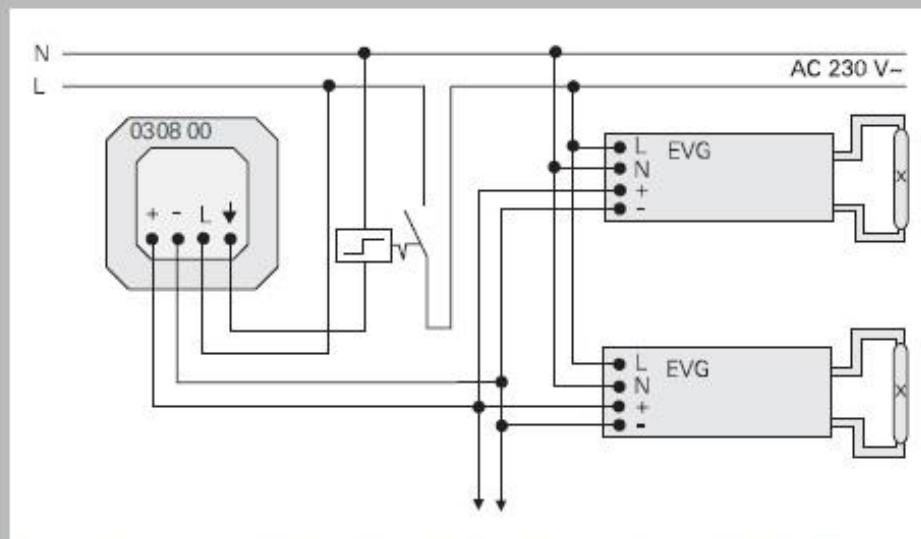 N
AC 230 V~
L
0308 00
+ - L ↓
L EVG
N
+
-
L EVG
N
+
-